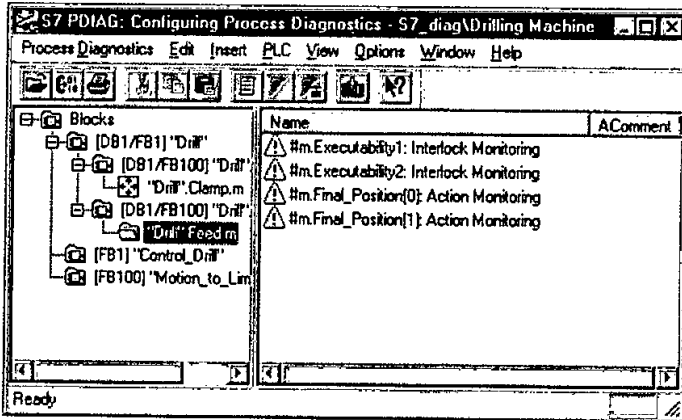 S7 PDIAG: Configuring Process Diagnostics - S7_diag\Drilling Machine
Process Diagnostics Edit Insert PLC View Options Window Help
Blocks
[DB1/FB1] "Drill"
[DB1/FB100] "Drill".
"Drill".Clamp.m
[DB1/FB100] "Drill".
"Drill".Feed.m
[FB1] "Control_Drill"
[FB100] "Motion_to_Lim
Name AComment
#m.Executability1: Interlock Monitoring
#m.Executability2: Interlock Monitoring
#m.Final_Position[0]: Action Monitoring
#m.Final_Position[1]: Action Monitoring
Ready